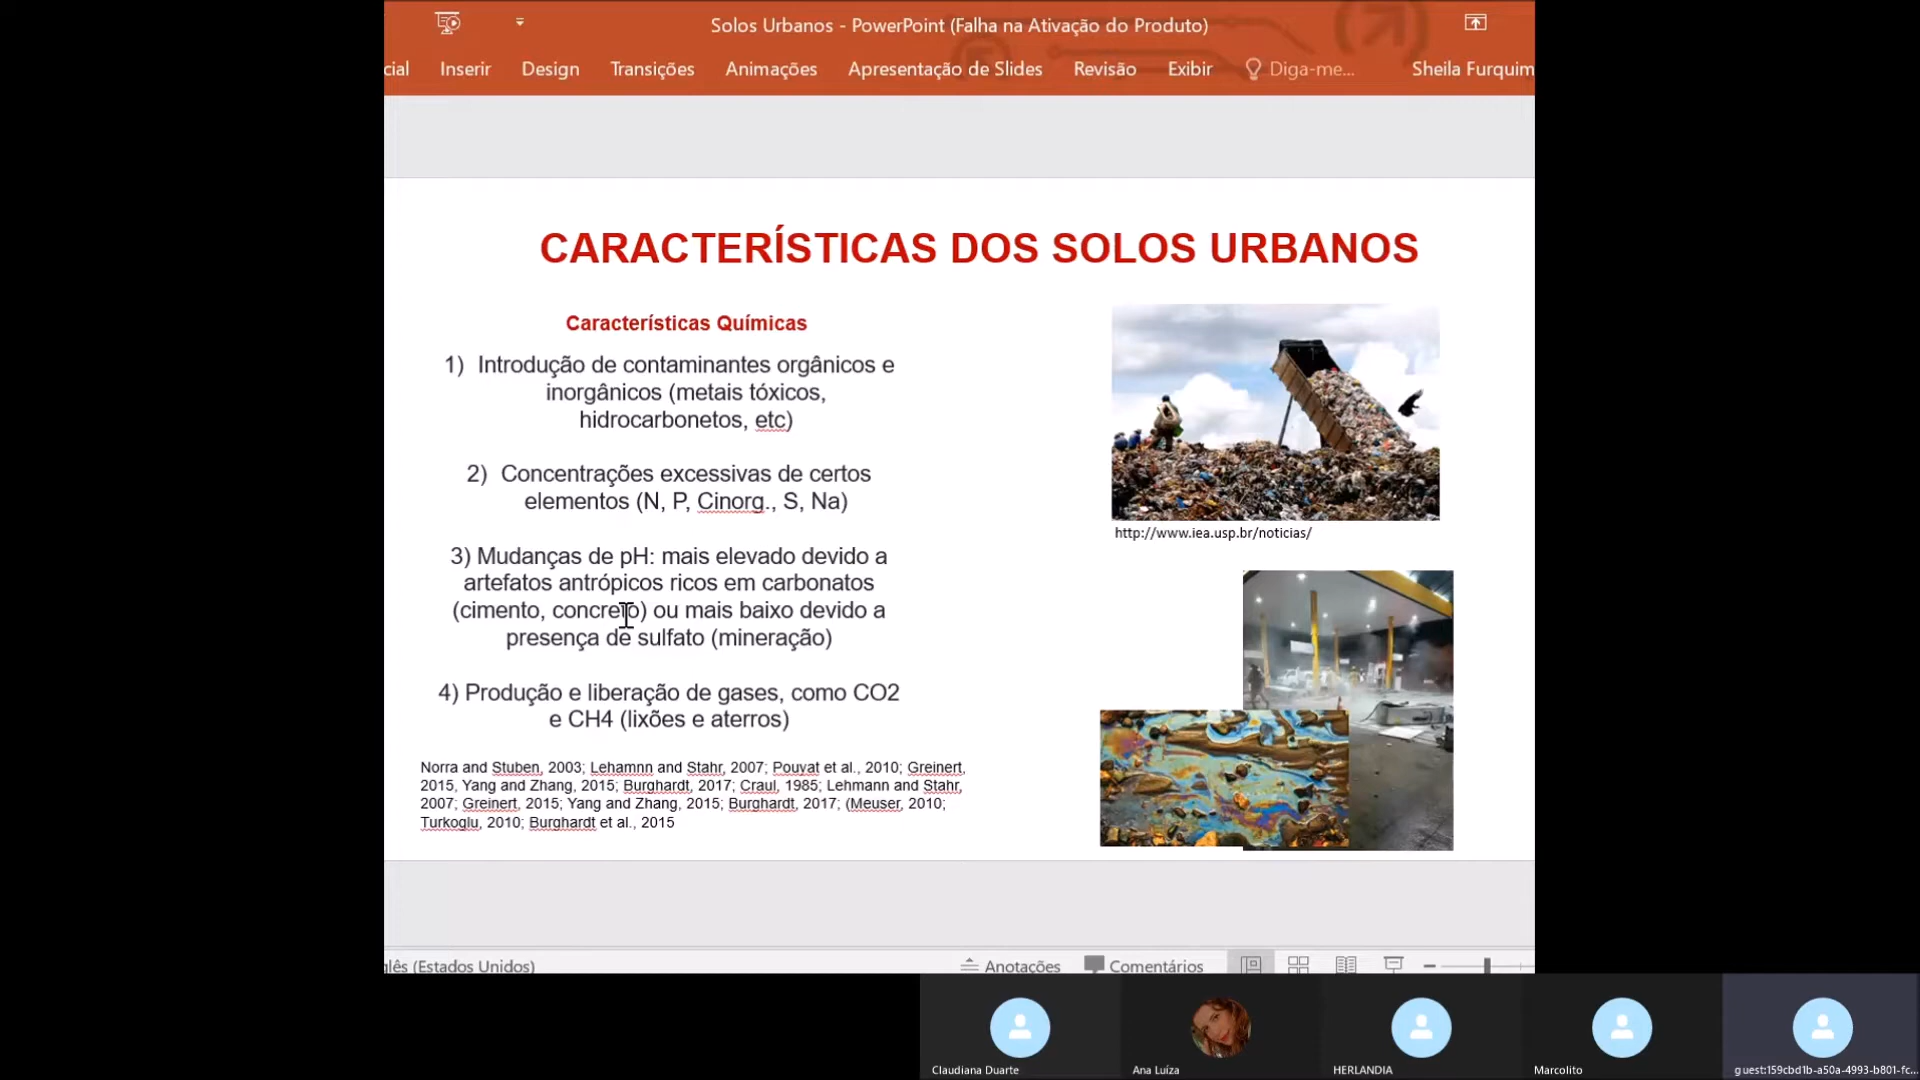 Solos Urbanos - PowerPoint (Falha na Ativação do Produto)
cial Inserir Design Transições Animações Apresentação de Slides Revisão Exibir Diga-me... Sheila Furquim
CARACTERÍSTICAS DOS SOLOS URBANOS
Características Químicas
1) Introdução de contaminantes orgânicos e
inorgânicos (metais tóxicos,
hidrocarbonetos, etc)
2) Concentrações excessivas de certos
elementos (N, P, Cinorg., S, Na)
3) Mudanças de pH: mais elevado devido a
artefatos antrópicos ricos em carbonatos
(cimento, concreto) ou mais baixo devido a
presença de sulfato (mineração)
4) Produção e liberação de gases, como CO2
e CH4 (lixões e aterros)
Norra and Stuben, 2003; Lehamnn and Stahr, 2007; Pouyat et al., 2010; Greinert,
2015, Yang and Zhang, 2015; Burghardt, 2017; Craul, 1985; Lehmann and Stahr,
2007; Greinert, 2015; Yang and Zhang, 2015; Burghardt, 2017; (Meuser, 2010;
Turkoglu, 2010; Burghardt et al., 2015
http://www.iea.usp.br/noticias/
glês (Estados Unidos) Anotações Comentários
Claudiana Duarte Ana Luíza HERLANDIA Marcolito guest:159cbd1b-a50a-4993-b801-fc...